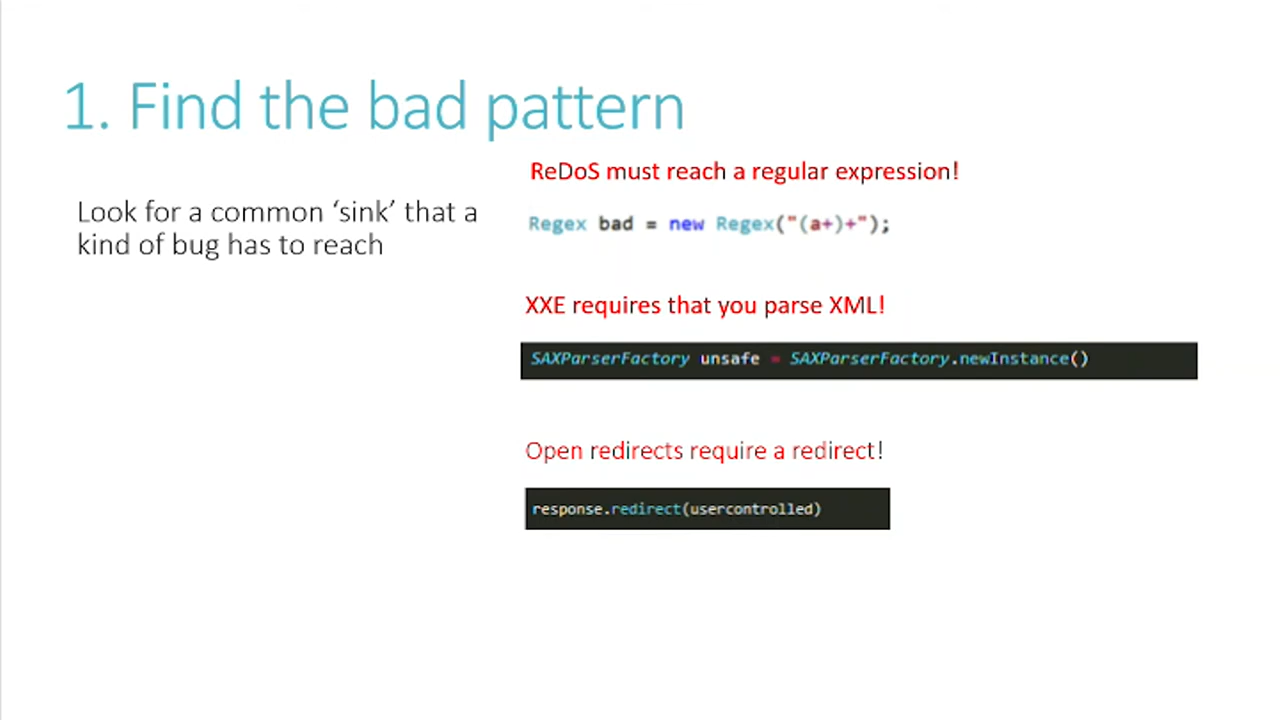 1. Find the bad pattern
Look for a common ‘sink’ that a
kind of bug has to reach
ReDoS must reach a regular expression!
Regex bad = new Regex("(a+)+");
XXE requires that you parse XML!
SAXParserFactory unsafe = SAXParserFactory.newInstance()
Open redirects require a redirect!
response.redirect(usercontrolled)